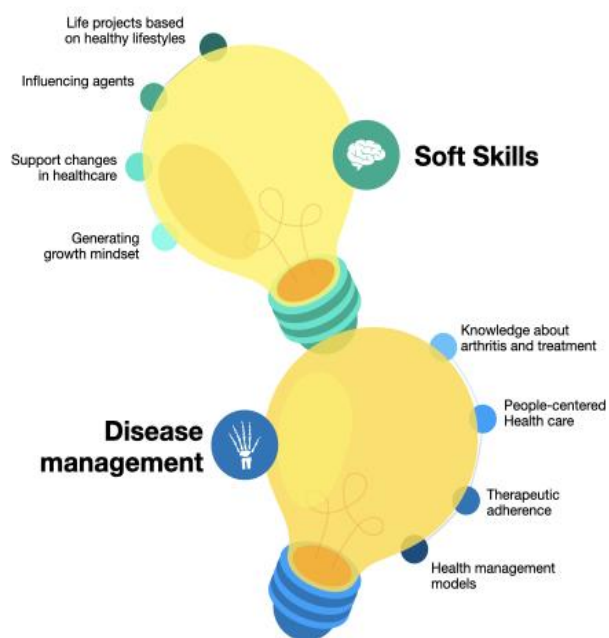 Life projects based
on healthy lifestyles
Influencing agents
Support changes
in healthcare
Generating
growth mindset
Soft Skills
Knowledge about
arthritis and treatment
People-centered
Health care
Disease
management
Therapeutic
adherence
Health management
models